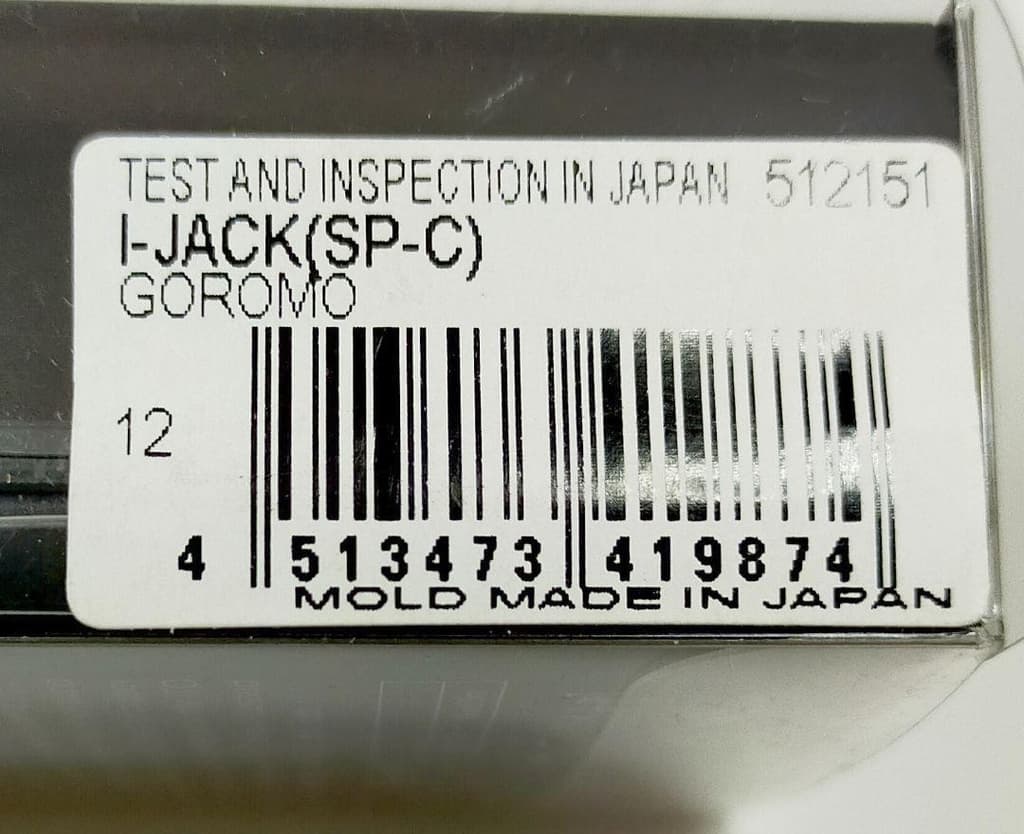 TEST AND INSPECTION IN JAPAN 512151
I-JACK(SP-C)
GOROMO
12
4 513473 419874
MOLD MADE IN JAPAN